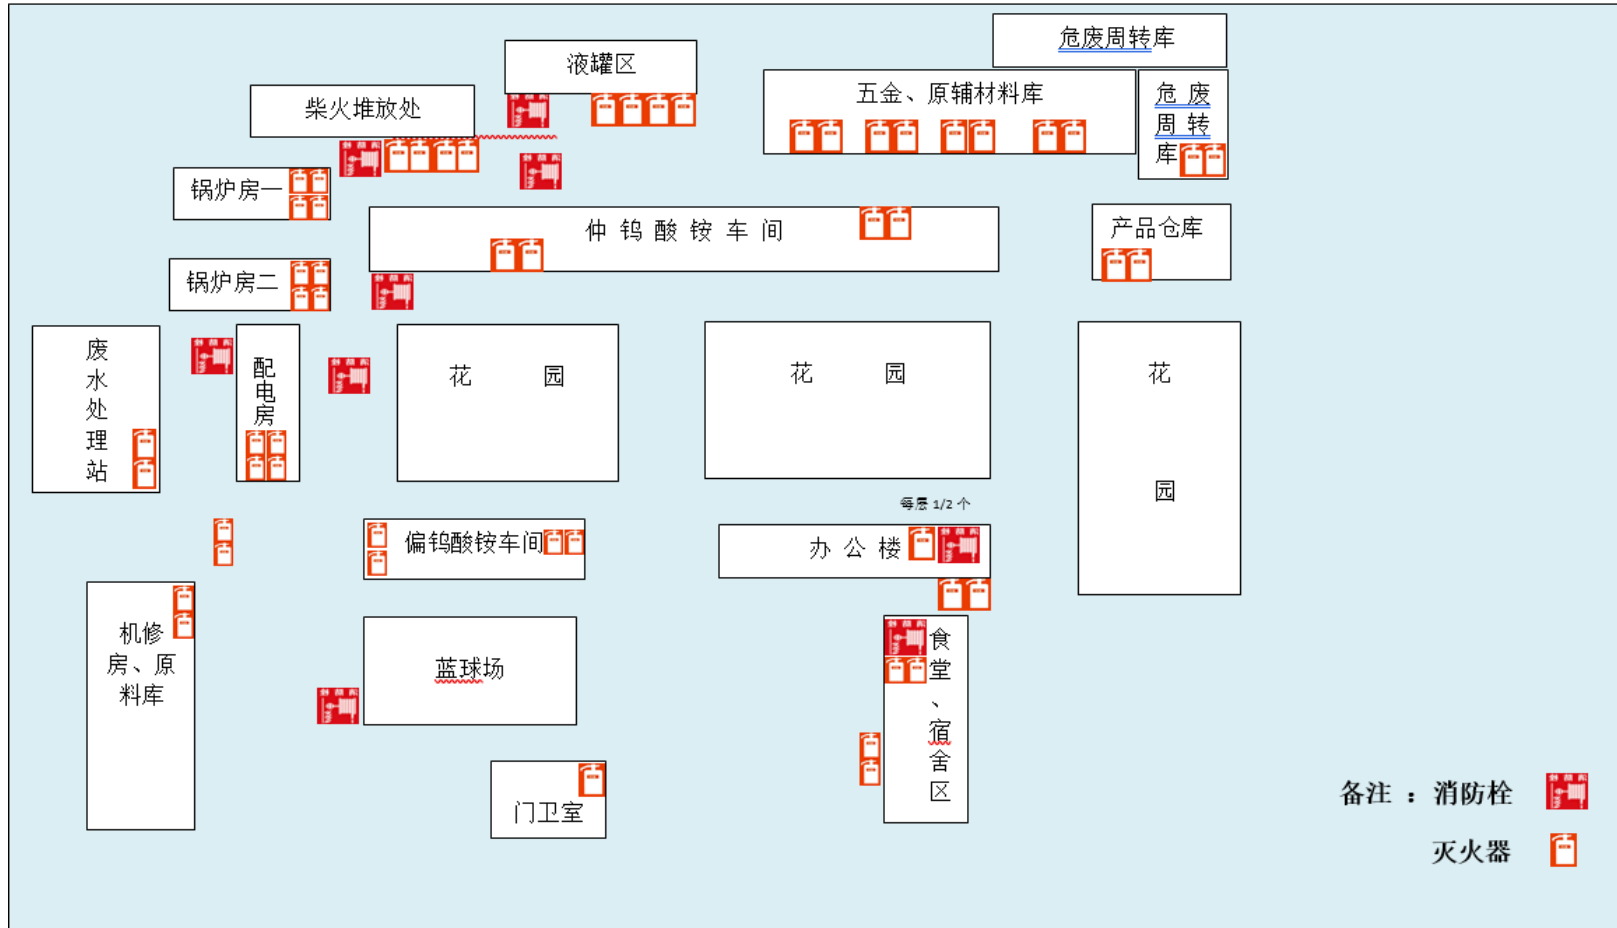 危废周转库
液罐区
五金、原辅材料库
危 废
周 转
库
柴火堆放处
锅炉房一
仲 钨 酸 铵 车 间
产品仓库
锅炉房二
废
水
处
理
站
配
电
房
花 园
花 园
花
园
每层 1/2 个
偏钨酸铵车间
办 公 楼
机修
房、原
料库
蓝球场
食
堂
、
宿
舍
区
门卫室
备注 ： 消防栓
灭火器